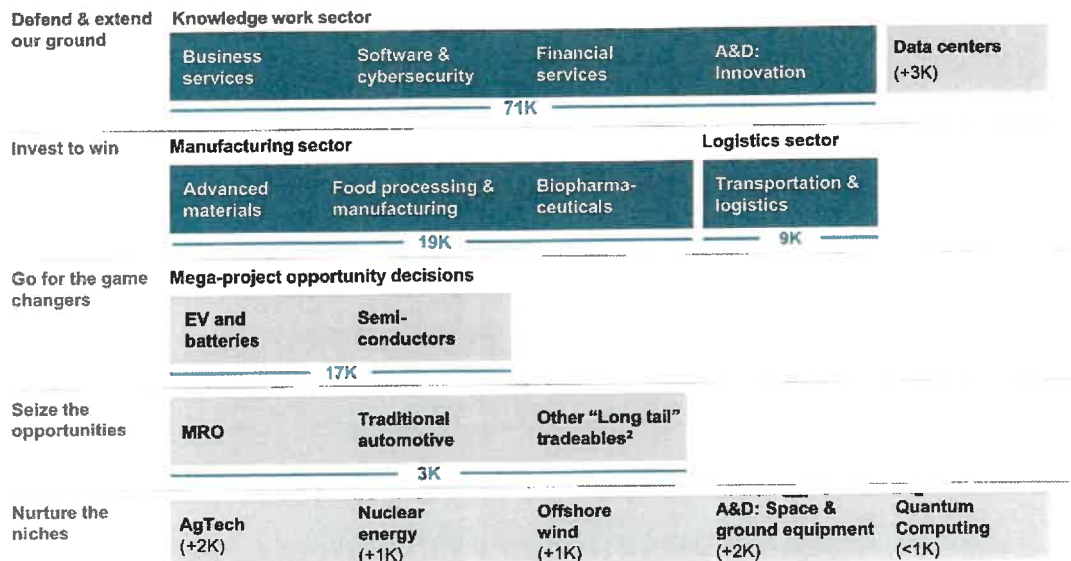 Defend & extend
our ground
Knowledge work sector
Business
services
Software &
cybersecurity
Financial
services
A&D:
Innovation
Data centers
(+3K)
71K
Invest to win
Manufacturing sector
Logistics sector
Advanced
materials
Food processing &
manufacturing
Biopharma-
ceuticals
Transportation &
logistics
19K
9K
Go for the game
changers
Mega-project opportunity decisions
EV and
batteries
Semi-
conductors
17K
Seize the
opportunities
MRO
Traditional
automotive
Other “Long tail”
tradeables²
3K
Nurture the
niches
AgTech
(+2K)
Nuclear
energy
(+1K)
Offshore
wind
(+1K)
A&D: Space &
ground equipment
(+2K)
Quantum
Computing
(<1K)